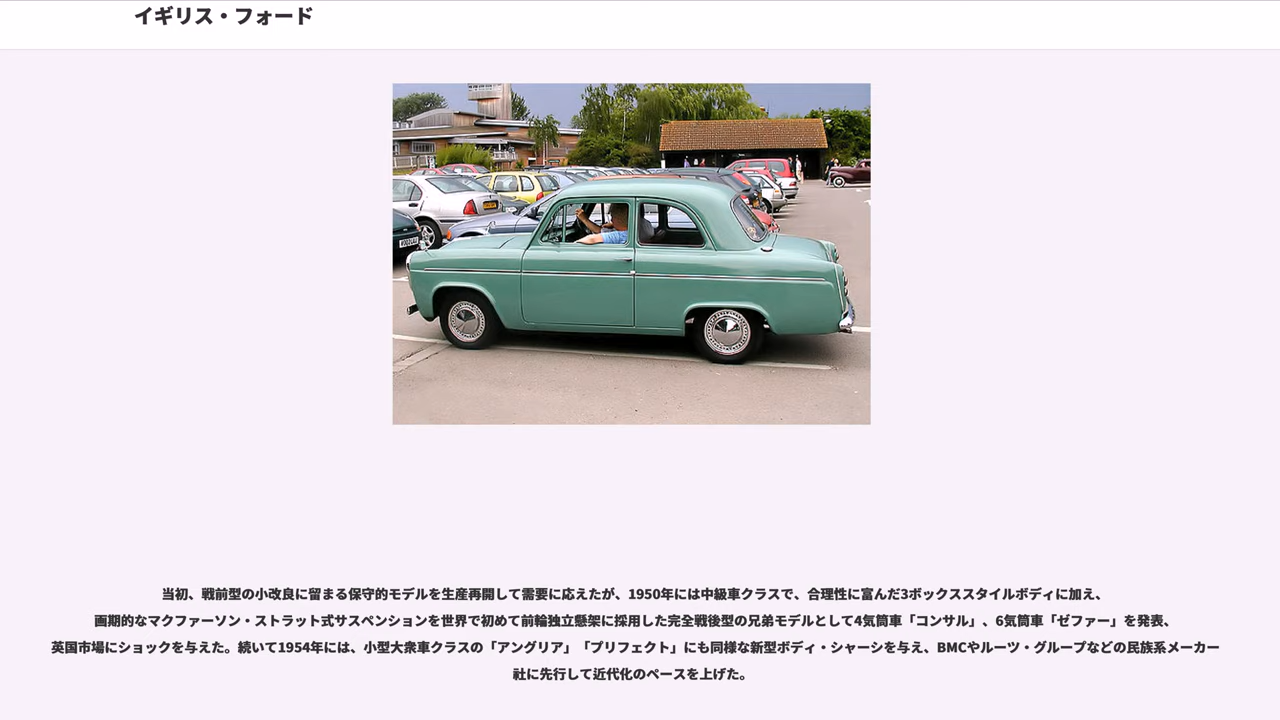 イギリス・フォード
当初、戦前型の小改良に留まる保守的モデルを生産再開して需要に応えたが、1950年には中級車クラスで、合理性に富んだ3ボックススタイルボディに加え、
画期的なマクファーソン・ストラット式サスペンションを世界で初めて前輪独立懸架に採用した完全戦後型の兄弟モデルとして4気筒車「コンサル」、6気筒車「ゼファー」を発表、
英国市場にショックを与えた。続いて1954年には、小型大衆車クラスの「アングリア」「プリフェクト」にも同様な新型ボディ・シャーシを与え、BMCやルーツ・グループなどの民族系メーカー
社に先行して近代化のペースを上げた。